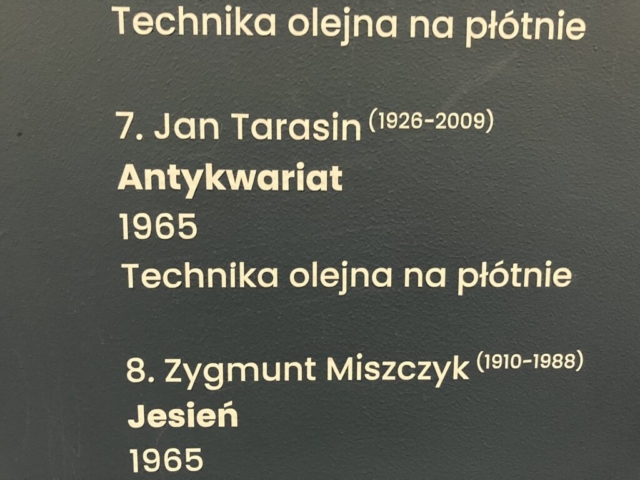 Technika olejna na płótnie
7. Jan Tarasin (1926-2009)
Antykwariat
1965
Technika olejna na płótnie
8. Zygmunt Miszczyk (1910-1988)
Jesień
1965